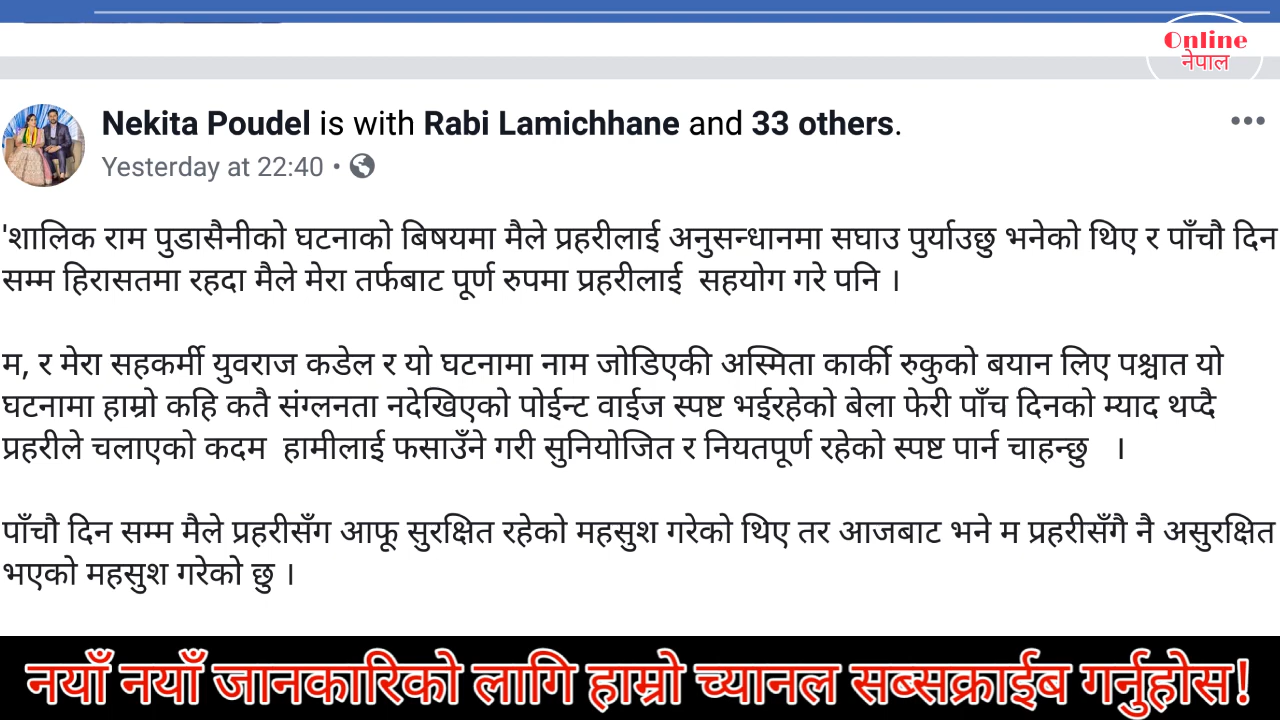 Online
नेपाल
Nekita Poudel is with Rabi Lamichhane and 33 others.
Yesterday at 22:40 •
'शालिक राम पुडासैनीको घटनाको बिषयमा मैले प्रहरीलाई अनुसन्धानमा सघाउ पुर्याउछु भनेको थिए र पाँचौ दिन
सम्म हिरासतमा रहदा मैले मेरा तर्फबाट पूर्ण रुपमा प्रहरीलाई सहयोग गरे पनि ।
म, र मेरा सहकर्मी युवराज कडेल र यो घटनामा नाम जोडिएकी अस्मिता कार्की रुकुको बयान लिए पश्चात यो
घटनामा हाम्रो कहि कतै संग्लनता नदेखिएको पोईन्ट वाईज स्पष्ट भईरहेको बेला फेरी पाँच दिनको म्याद थप्दै
प्रहरीले चलाएको कदम हामीलाई फसाउँने गरी सुनियोजित र नियतपूर्ण रहेको स्पष्ट पार्न चाहन्छु ।
पाँचौ दिन सम्म मैले प्रहरीसँग आफू सुरक्षित रहेको महसुश गरेको थिए तर आजबाट भने म प्रहरीसँगै नै असुरक्षित
भएको महसुश गरेको छु ।
नयाँ नयाँ जानकारिको लागि हाम्रो च्यानल सब्सक्राईब गर्नुहोस!